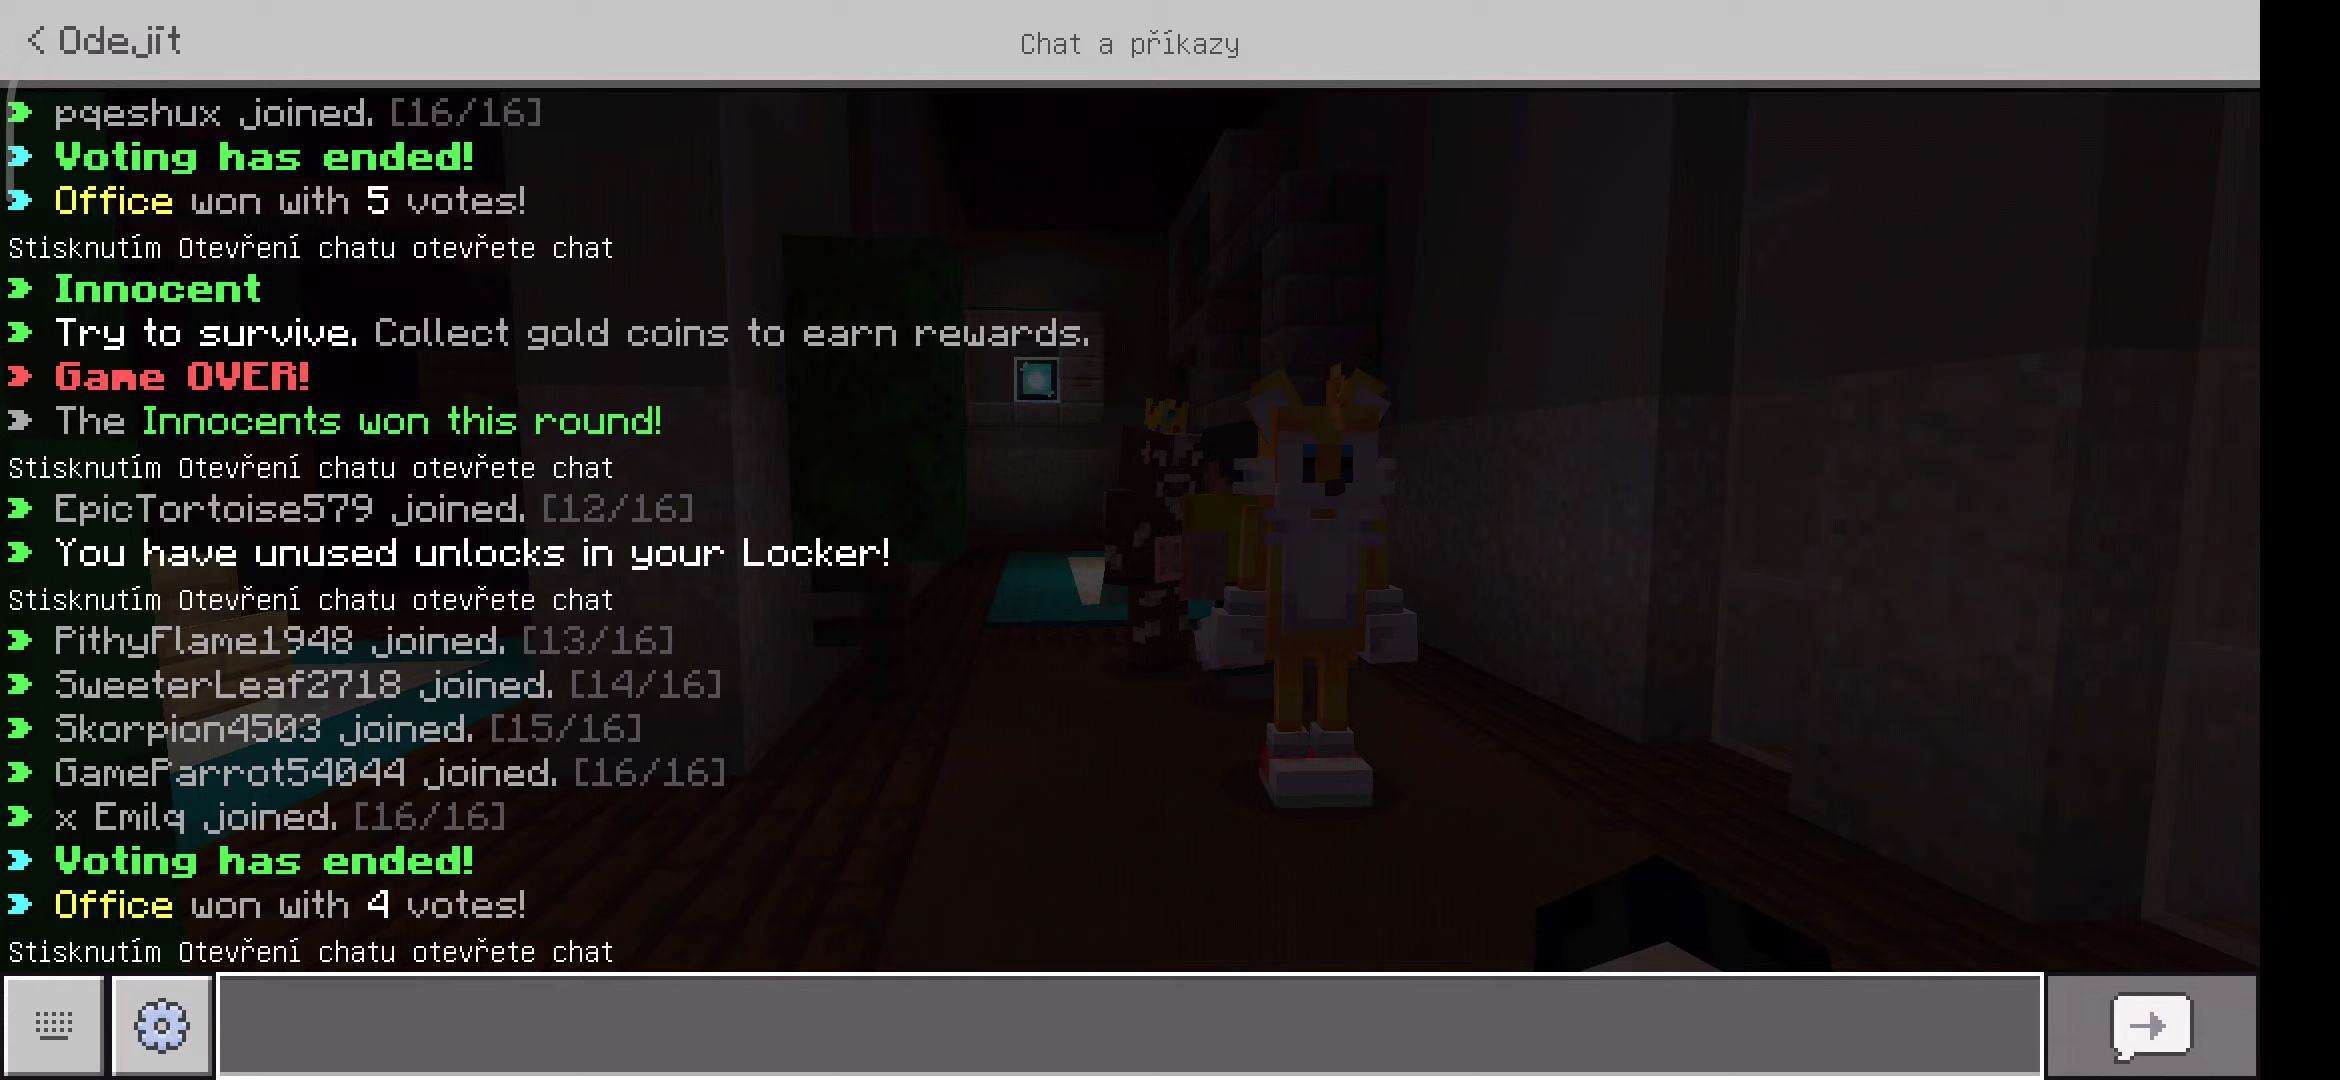 < Odejít
Chat a příkazy
pqeshux joined. [16/16]
Voting has ended!
Office won with 5 votes!
Stisknutím Otevření chatu otevřete chat
Innocent
Try to survive. Collect gold coins to earn rewards.
Game OVER!
The Innocents won this round!
Stisknutím Otevření chatu otevřete chat
EpicTortoise579 joined. [12/16]
You have unused unlocks in your Locker!
Stisknutím Otevření chatu otevřete chat
PithyFlame1948 joined. [13/16]
SweeterLeaf2718 joined. [14/16]
Skorpion4503 joined. [15/16]
GameParrot54044 joined. [16/16]
x Emilq joined. [16/16]
Voting has ended!
Office won with 4 votes!
Stisknutím Otevření chatu otevřete chat